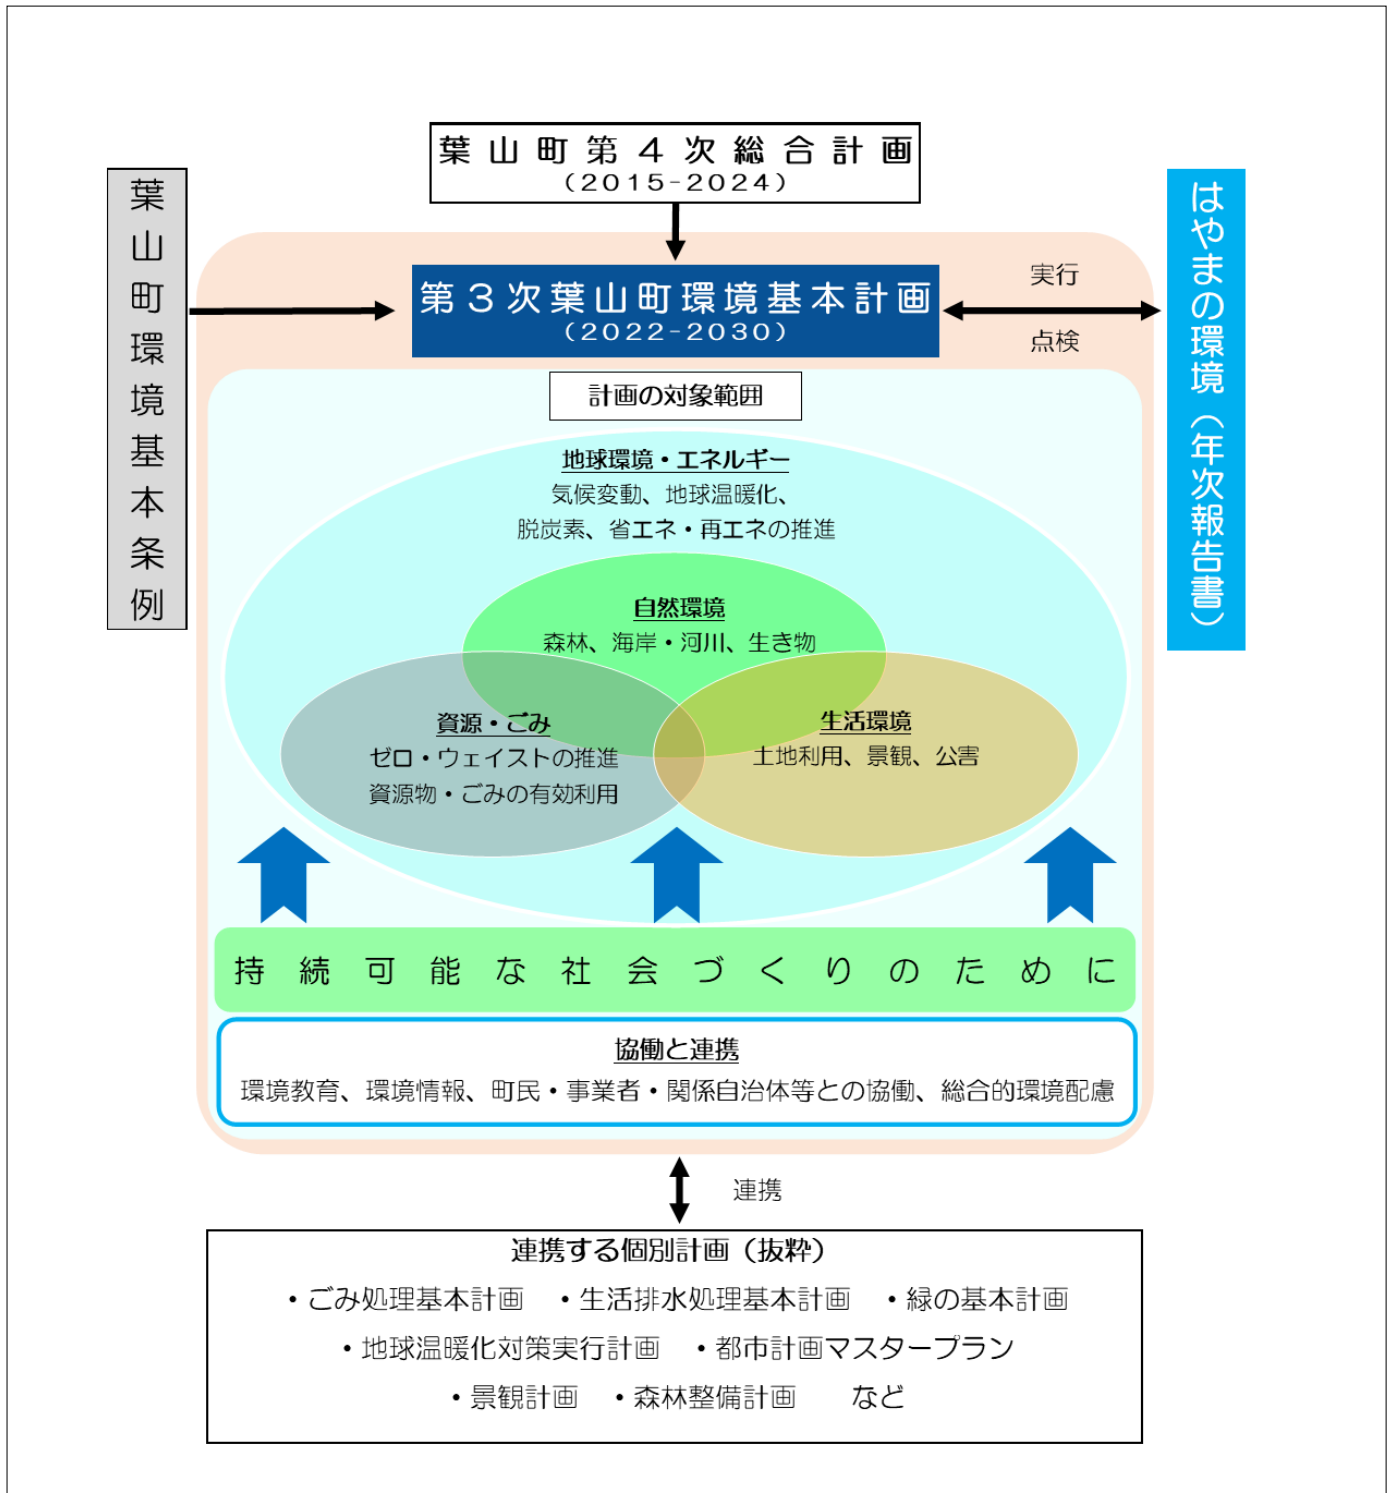 葉山町第４次総合計画
（2015-2024）
葉山町環境基本条例
第３次葉山町環境基本計画
（2022-2030）
実行
点検
はやまの環境（年次報告書）
計画の対象範囲
地球環境・エネルギー
気候変動、地球温暖化、
脱炭素、省エネ・再エネの推進
自然環境
森林、海岸・河川、生き物
資源・ごみ
ゼロ・ウェイストの推進
資源物・ごみの有効利用
生活環境
土地利用、景観、公害
持続可能な社会づくりのために
協働と連携
環境教育、環境情報、町民・事業者・関係自治体等との協働、総合的環境配慮
連携
連携する個別計画（抜粋）
・ごみ処理基本計画　・生活排水処理基本計画　・緑の基本計画
・地球温暖化対策実行計画　・都市計画マスタープラン
・景観計画　・森林整備計画　　など